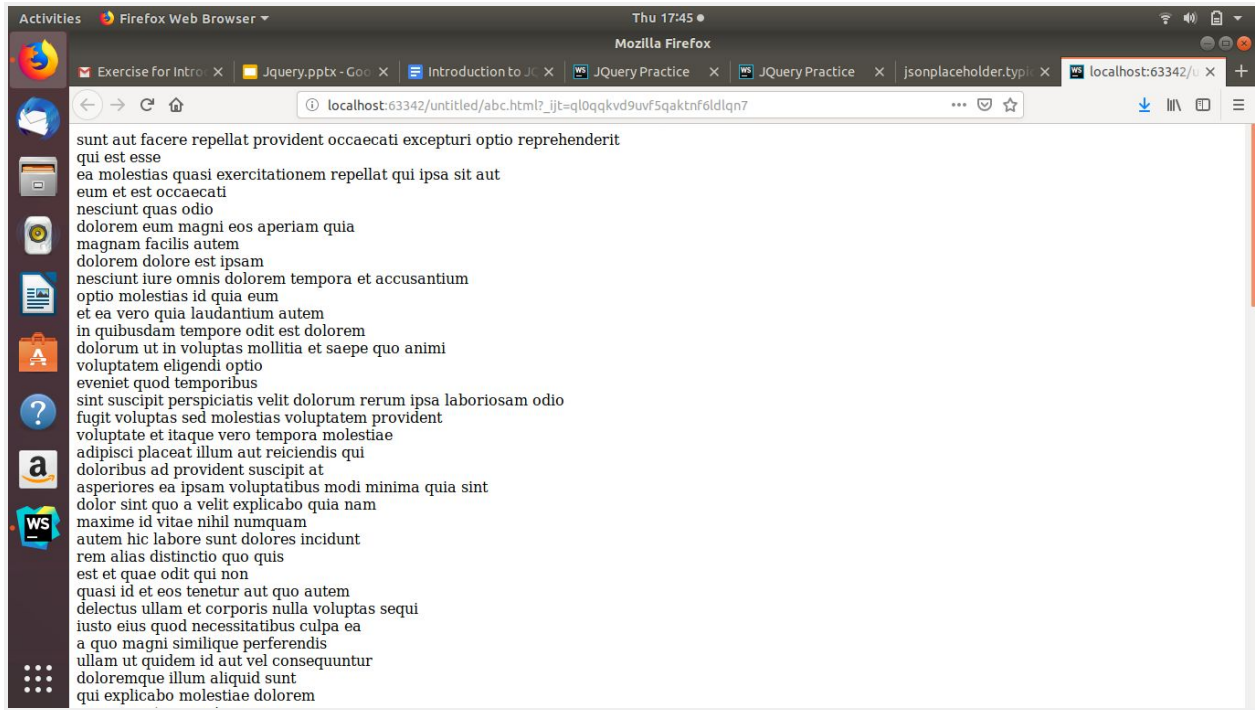 Activities Firefox Web Browser Thu 17:45
Mozilla Firefox
Exercise for Intro Jquery.pptx - Goo Introduction to JC JQuery Practice JQuery Practice jsonplaceholder.typic localhost:63342/u
localhost:63342/untitled/abc.html?_ijt=ql0qqkvd9uvf5qaktnf6ldlqn7
sunt aut facere repellat provident occaecati excepturi optio reprehenderit
qui est esse
ea molestias quasi exercitationem repellat qui ipsa sit aut
eum et est occaecati
nesciunt quas odio
dolorem eum magni eos aperiam quia
magnam facilis autem
dolorem dolore est ipsam
nesciunt iure omnis dolorem tempora et accusantium
optio molestias id quia eum
et ea vero quia laudantium autem
in quibusdam tempore odit est dolorem
dolorum ut in voluptas mollitia et saepe quo animi
voluptatem eligendi optio
eveniet quod temporibus
sint suscipit perspiciatis velit dolorum rerum ipsa laboriosam odio
fugit voluptas sed molestias voluptatem provident
voluptate et itaque vero tempora molestiae
adipisci placeat illum aut reiciendis qui
doloribus ad provident suscipit at
asperiores ea ipsam voluptatibus modi minima quia sint
dolor sint quo a velit explicabo quia nam
maxime id vitae nihil numquam
autem hic labore sunt dolores incidunt
rem alias distinctio quo quis
est et quae odit qui non
quasi id et eos tenetur aut quo autem
delectus ullam et corporis nulla voluptas sequi
iusto eius quod necessitatibus culpa ea
a quo magni similique perferendis
ullam ut quidem id aut vel consequuntur
doloremque illum aliquid sunt
qui explicabo molestiae dolorem
a
WS